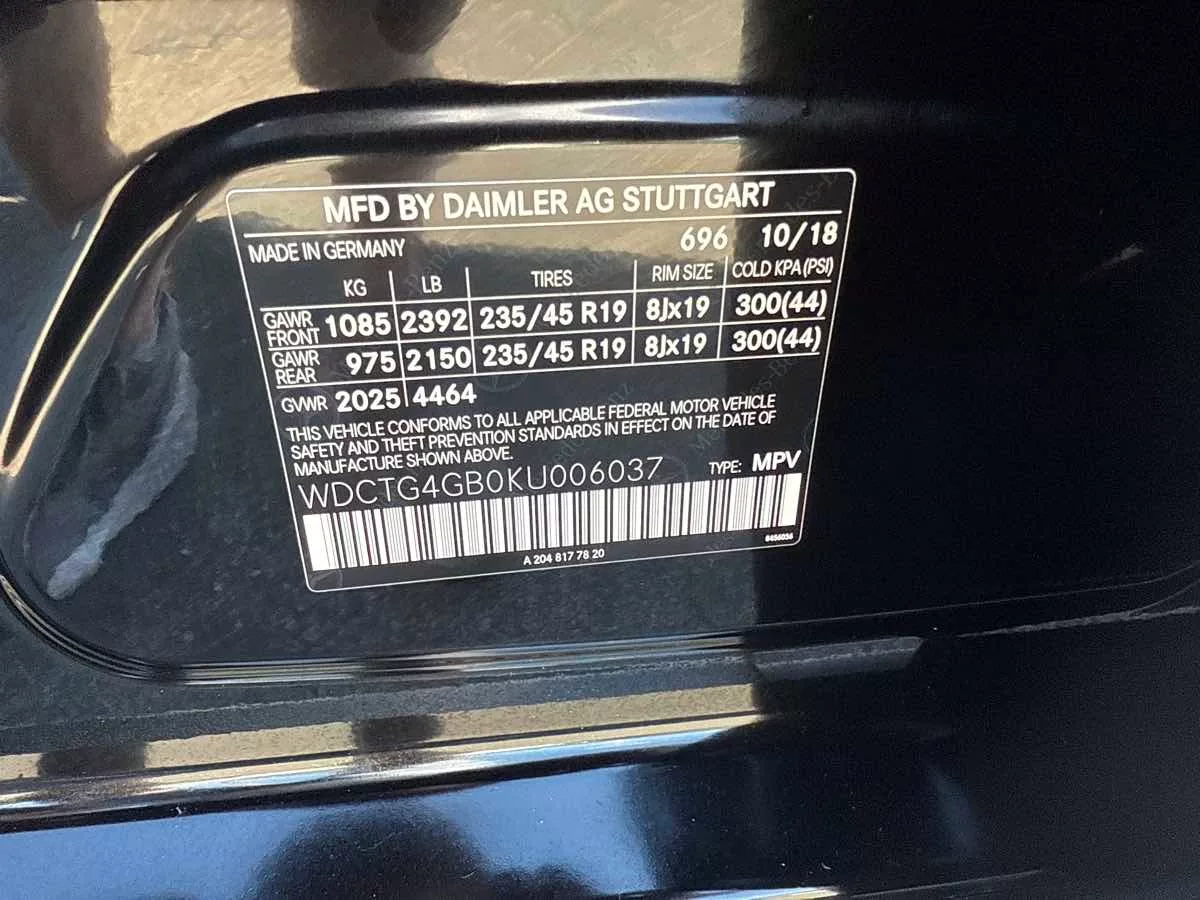 MFD BY DAIMLER AG STUTTGART
MADE IN GERMANY 696 10/18
KG LB TIRES RIM SIZE COLD KPA (PSI)
GAWR FRONT 1085 2392 235/45 R19 8Jx19 300(44)
GAWR REAR 975 2150 235/45 R19 8Jx19 300(44)
GVWR 2025 4464
THIS VEHICLE CONFORMS TO ALL APPLICABLE FEDERAL MOTOR VEHICLE
SAFETY AND THEFT PREVENTION STANDARDS IN EFFECT ON THE DATE OF
MANUFACTURE SHOWN ABOVE.
WDCTG4GB0KU006037 TYPE: MPV
A 204 817 78 20